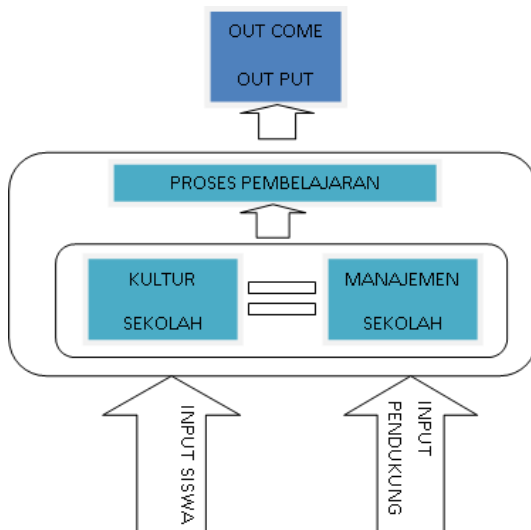 OUT COME
OUT PUT
PROSES PEMBELAJARAN
KULTUR
SEKOLAH
MANAJEMEN
SEKOLAH
INPUT SISWA
INPUT
PENDUKUNG